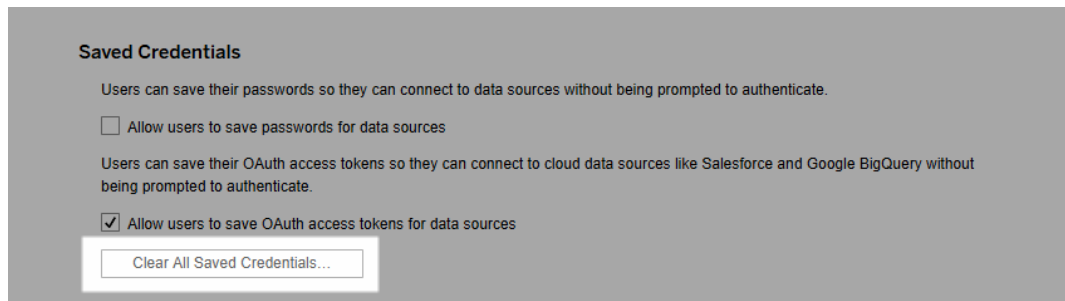 Saved Credentials
Users can save their passwords so they can connect to data sources without being prompted to authenticate.
Allow users to save passwords for data sources
Users can save their OAuth access tokens so they can connect to cloud data sources like Salesforce and Google BigQuery without
being prompted to authenticate.
Allow users to save OAuth access tokens for data sources
Clear All Saved Credentials...